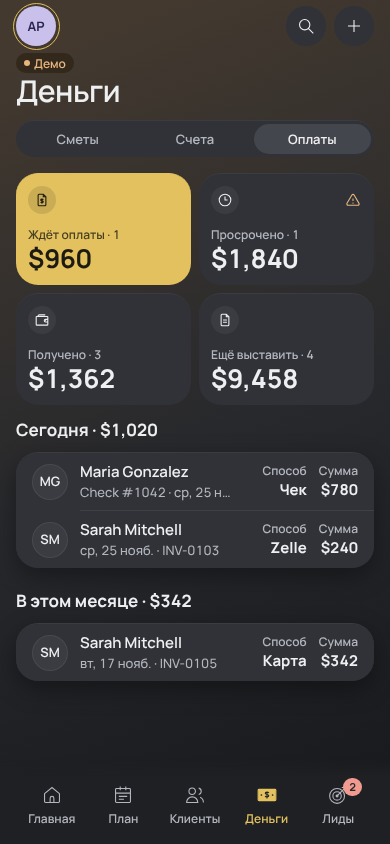 AP
Демо
Деньги
Сметы Счета Оплаты
Ждёт оплаты · 1
$960
Просрочено · 1
$1,840
Получено · 3
$1,362
Ещё выставить · 4
$9,458
Сегодня · $1,020
MG
Maria Gonzalez
Check #1042 · ср, 25 н...
Способ Сумма
Чек $780
SM
Sarah Mitchell
ср, 25 нояб. · INV-0103
Способ Сумма
Zelle $240
В этом месяце · $342
SM
Sarah Mitchell
вт, 17 нояб. · INV-0105
Способ Сумма
Карта $342
2
Главная План Клиенты Деньги Лиды